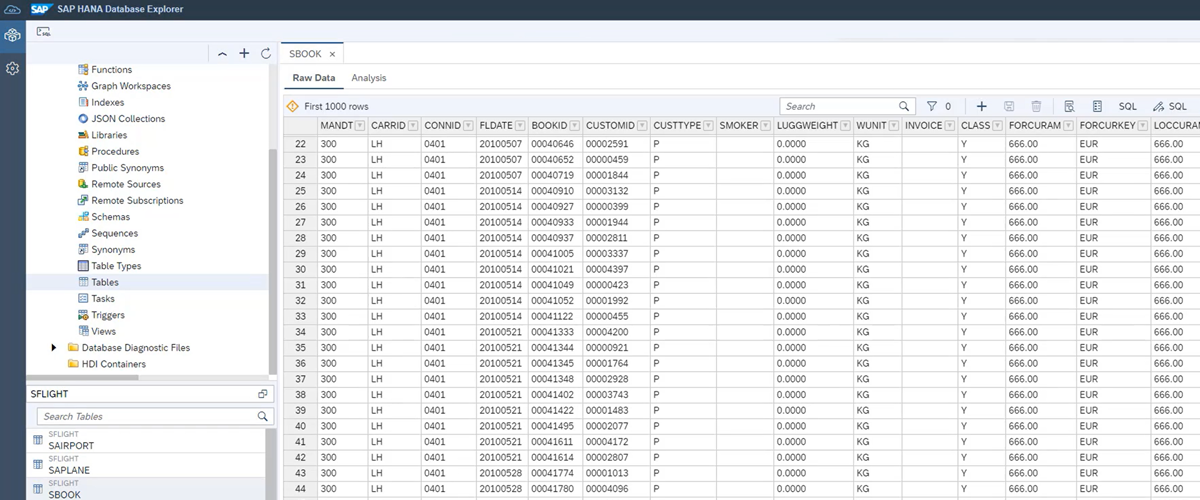 SAP SAP HANA Database Explorer
Functions
Graph Workspaces
Indexes
JSON Collections
Libraries
Procedures
Public Synonyms
Remote Sources
Remote Subscriptions
Schemas
Sequences
Synonyms
Table Types
Tables
Tasks
Triggers
Views
Database Diagnostic Files
HDI Containers
SFLIGHT
Search Tables
SFLIGHT
SAIRPORT
SFLIGHT
SAPLANE
SFLIGHT
SBOOK
SBOOK ×
Raw Data Analysis
First 1000 rows Search 0 SQL SQL
MANDT CARRID CONNID FLDATE BOOKID CUSTOMID CUSTTYPE SMOKER LUGGWEIGHT WUNIT INVOICE CLASS FORCURAM FORCURKEY LOCCURAM
22 300 LH 0401 20100507 00040646 00002591 P 0.0000 KG Y 666.00 EUR 666.00
23 300 LH 0401 20100507 00040652 00000459 P 0.0000 KG Y 666.00 EUR 666.00
24 300 LH 0401 20100507 00040719 00001844 P 0.0000 KG Y 666.00 EUR 666.00
25 300 LH 0401 20100514 00040910 00003132 P 0.0000 KG Y 666.00 EUR 666.00
26 300 LH 0401 20100514 00040927 00000399 P 0.0000 KG Y 666.00 EUR 666.00
27 300 LH 0401 20100514 00040933 00001944 P 0.0000 KG Y 666.00 EUR 666.00
28 300 LH 0401 20100514 00040937 00002811 P 0.0000 KG Y 666.00 EUR 666.00
29 300 LH 0401 20100514 00041005 00003337 P 0.0000 KG Y 666.00 EUR 666.00
30 300 LH 0401 20100514 00041021 00004397 P 0.0000 KG Y 666.00 EUR 666.00
31 300 LH 0401 20100514 00041049 00000423 P 0.0000 KG Y 666.00 EUR 666.00
32 300 LH 0401 20100514 00041052 00001992 P 0.0000 KG Y 666.00 EUR 666.00
33 300 LH 0401 20100514 00041122 00000455 P 0.0000 KG Y 666.00 EUR 666.00
34 300 LH 0401 20100521 00041333 00004200 P 0.0000 KG Y 666.00 EUR 666.00
35 300 LH 0401 20100521 00041344 00000921 P 0.0000 KG Y 666.00 EUR 666.00
36 300 LH 0401 20100521 00041345 00001764 P 0.0000 KG Y 666.00 EUR 666.00
37 300 LH 0401 20100521 00041348 00002928 P 0.0000 KG Y 666.00 EUR 666.00
38 300 LH 0401 20100521 00041402 00003743 P 0.0000 KG Y 666.00 EUR 666.00
39 300 LH 0401 20100521 00041422 00001483 P 0.0000 KG Y 666.00 EUR 666.00
40 300 LH 0401 20100521 00041495 00002077 P 0.0000 KG Y 666.00 EUR 666.00
41 300 LH 0401 20100521 00041611 00004172 P 0.0000 KG Y 666.00 EUR 666.00
42 300 LH 0401 20100521 00041614 00002807 P 0.0000 KG Y 666.00 EUR 666.00
43 300 LH 0401 20100528 00041774 00001013 P 0.0000 KG Y 666.00 EUR 666.00
44 300 LH 0401 20100528 00041780 00004096 P 0.0000 KG Y 666.00 EUR 666.00